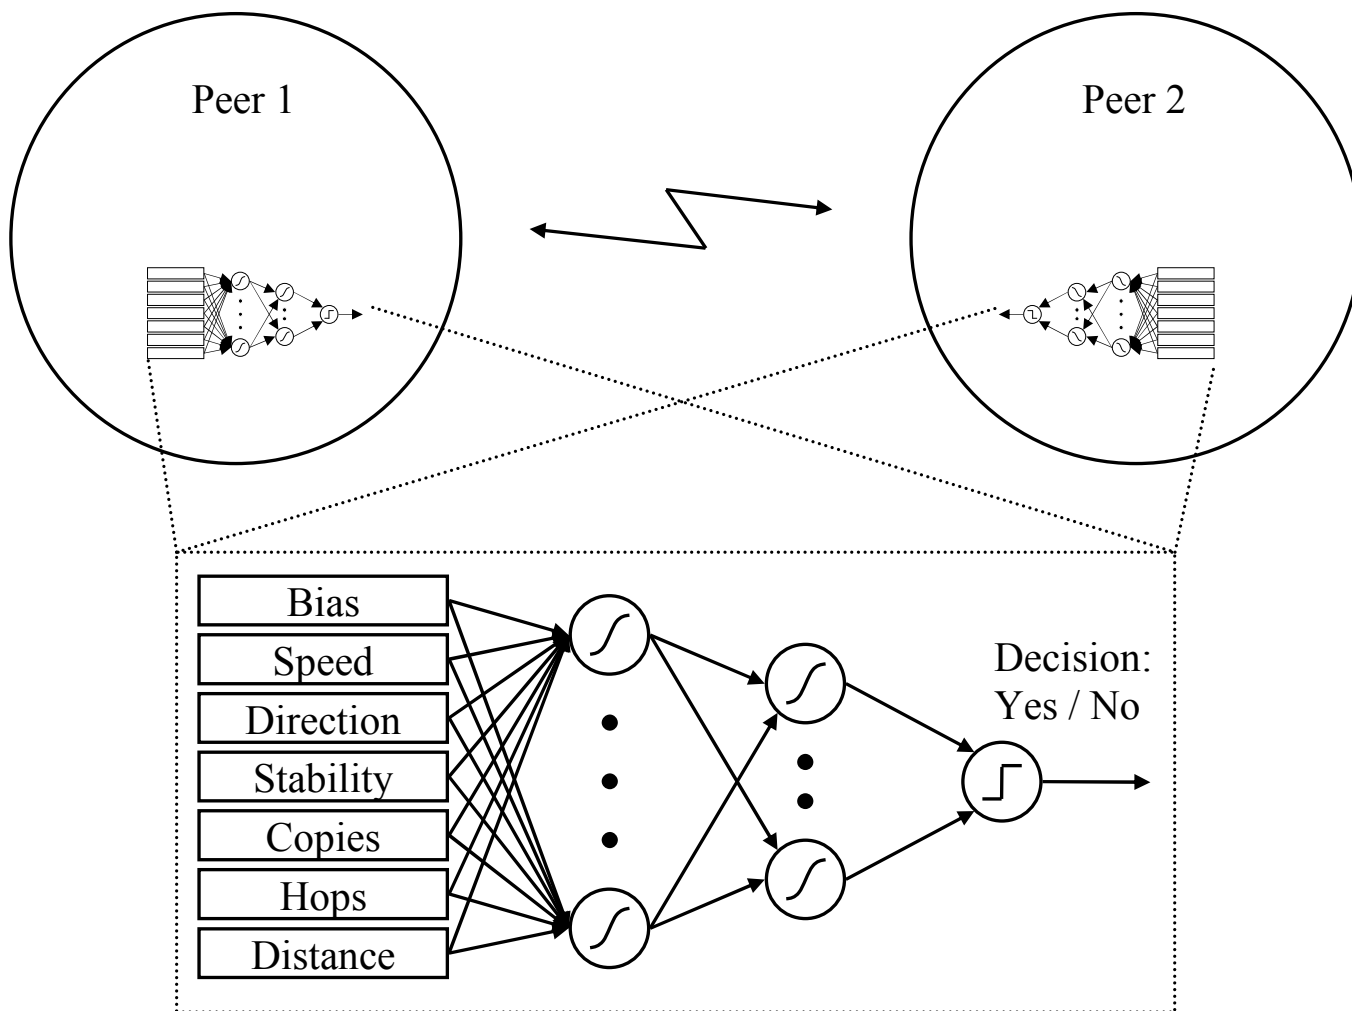 Peer 1
Peer 2
Bias
Speed
Direction
Stability
Copies
Hops
Distance
Decision:
Yes / No